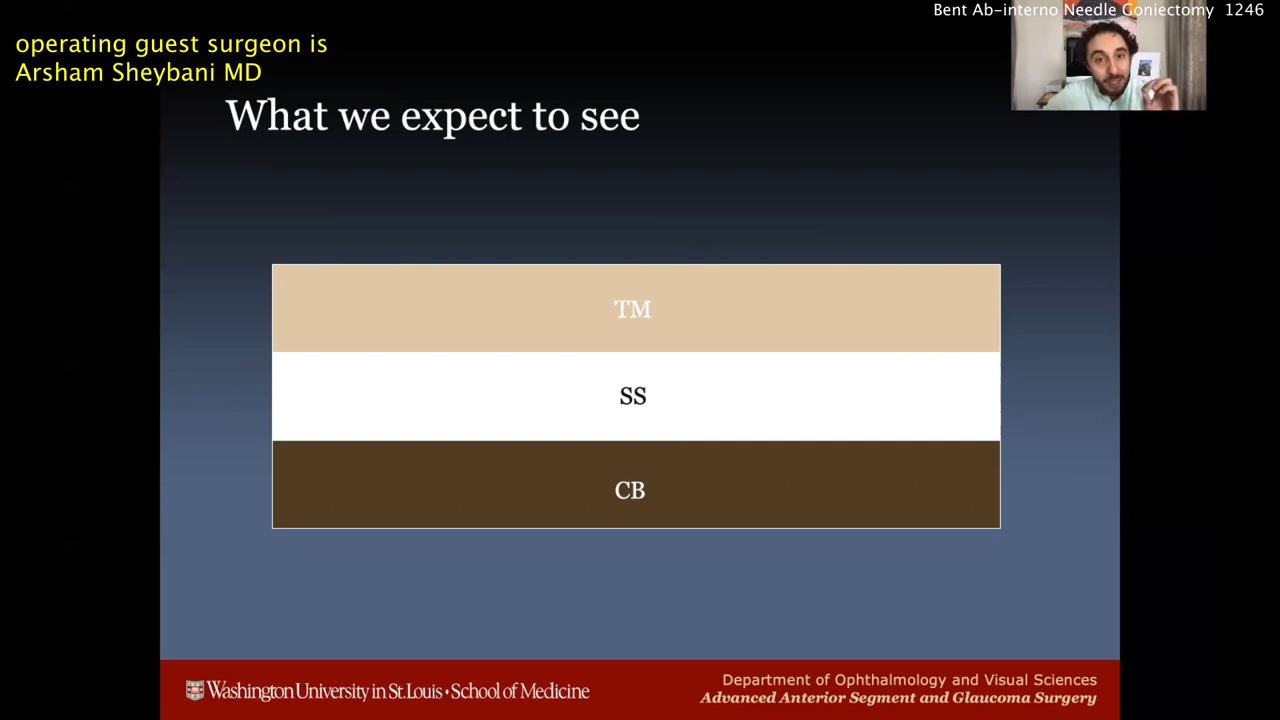 Bent Ab-interno Needle Goniectomy 1246
operating guest surgeon is
Arsham Sheybani MD
What we expect to see
TM
SS
CB
Washington University in St. Louis • School of Medicine
Department of Ophthalmology and Visual Sciences
Advanced Anterior Segment and Glaucoma Surgery